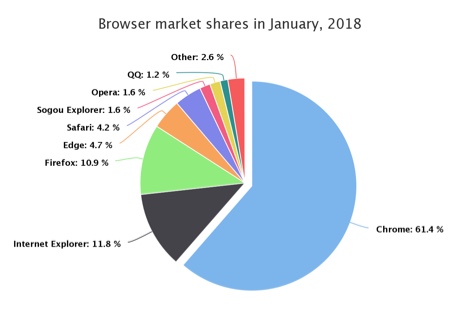 Browser market shares in January, 2018
Other: 2.6 %
QQ: 1.2 %
Opera: 1.6 %
Sogou Explorer: 1.6 %
Safari: 4.2 %
Edge: 4.7 %
Firefox: 10.9 %
Internet Explorer: 11.8 %
Chrome: 61.4 %